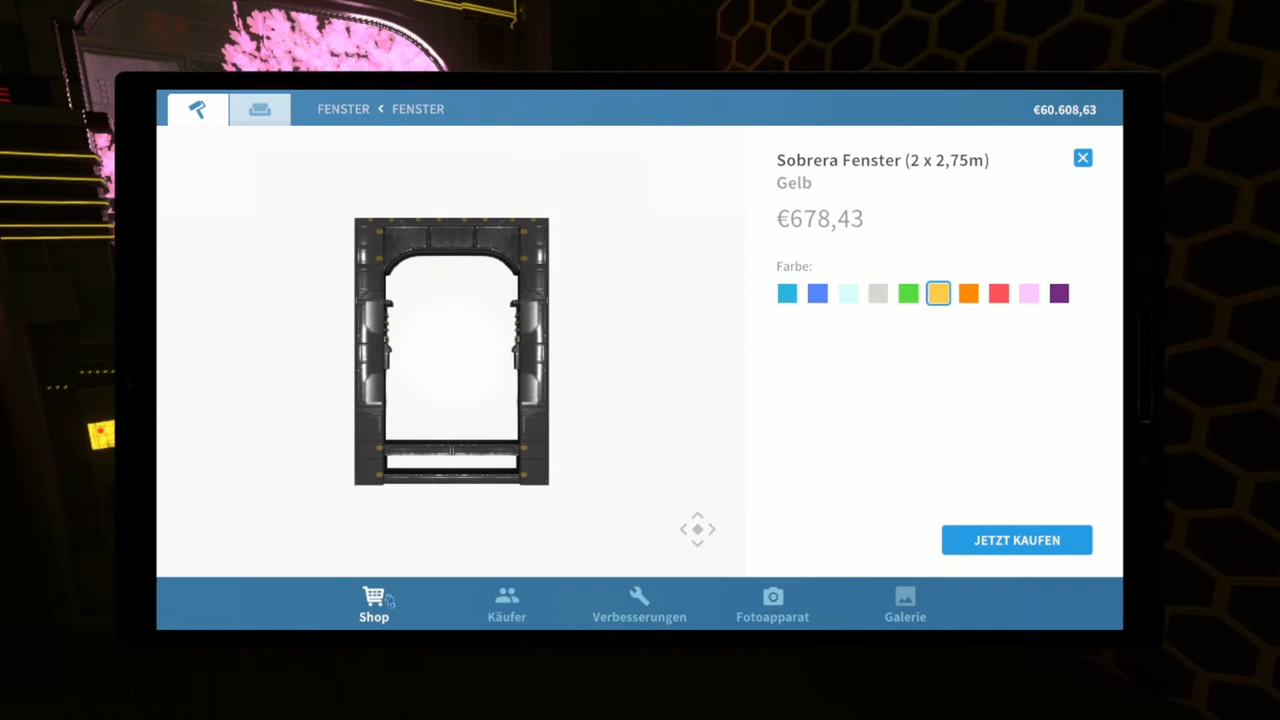 FENSTER < FENSTER
€60.608,63
Sobrera Fenster (2 x 2,75m)
Gelb
€678,43
Farbe:
JETZT KAUFEN
Shop
Käufer
Verbesserungen
Fotoapparat
Galerie